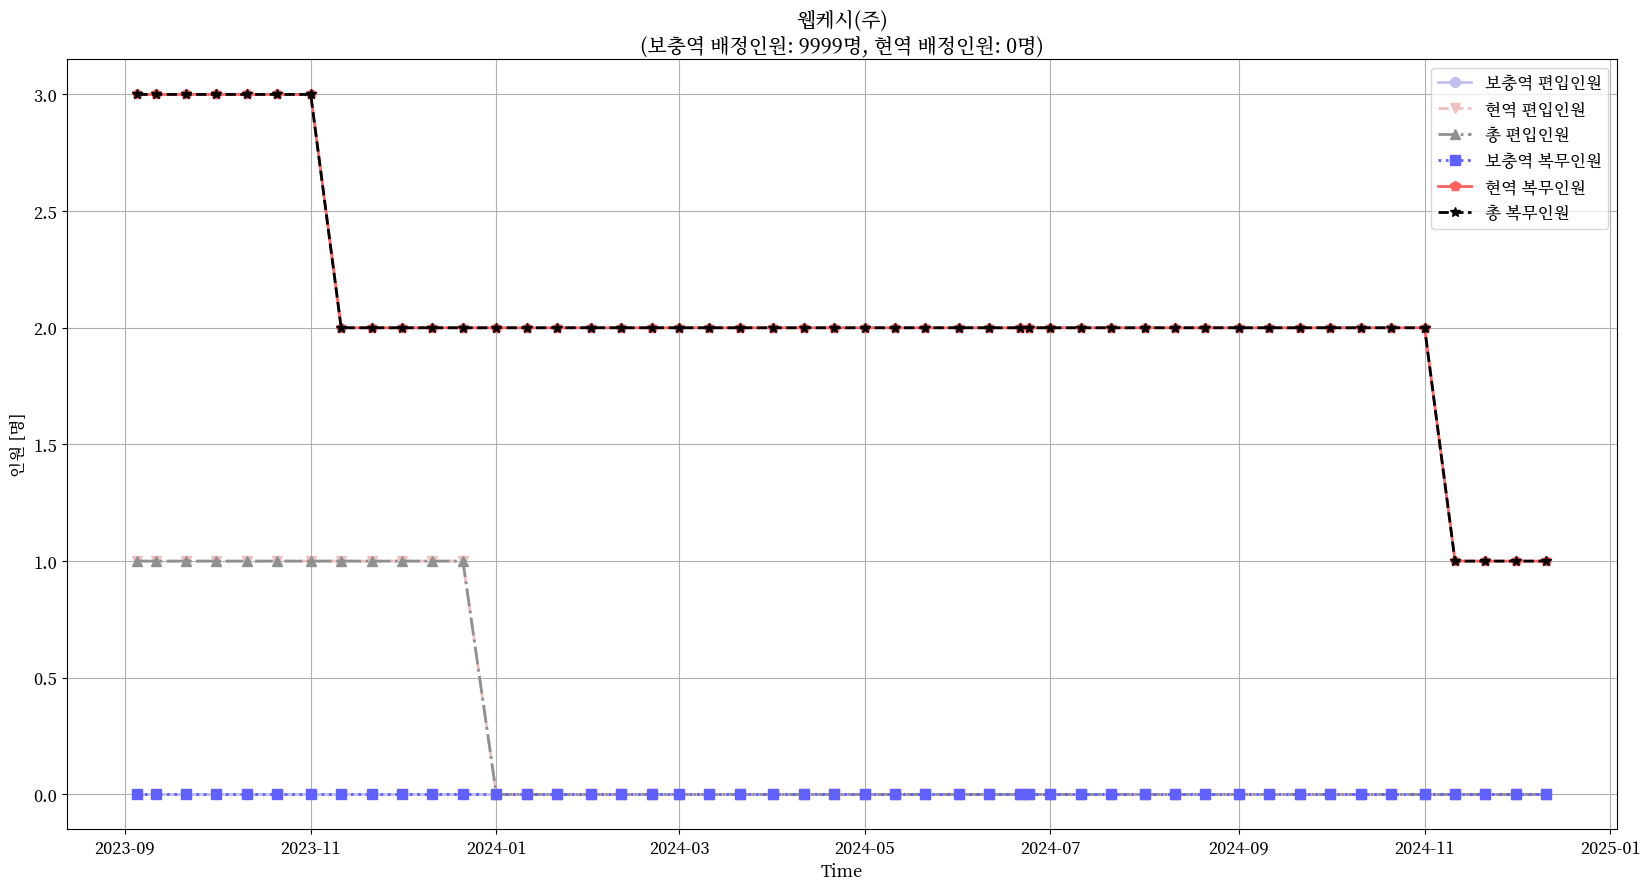 웹케시(주)
(보충역 배정인원: 9999명, 현역 배정인원: 0명)
보충역 편입인원
현역 편입인원
총 편입인원
보충역 복무인원
현역 복무인원
총 복무인원
인원 [명]
3.0
2.5
2.0
1.5
1.0
0.5
0.0
2023-09
2023-11
2024-01
2024-03
2024-05
2024-07
2024-09
2024-11
2025-01
Time